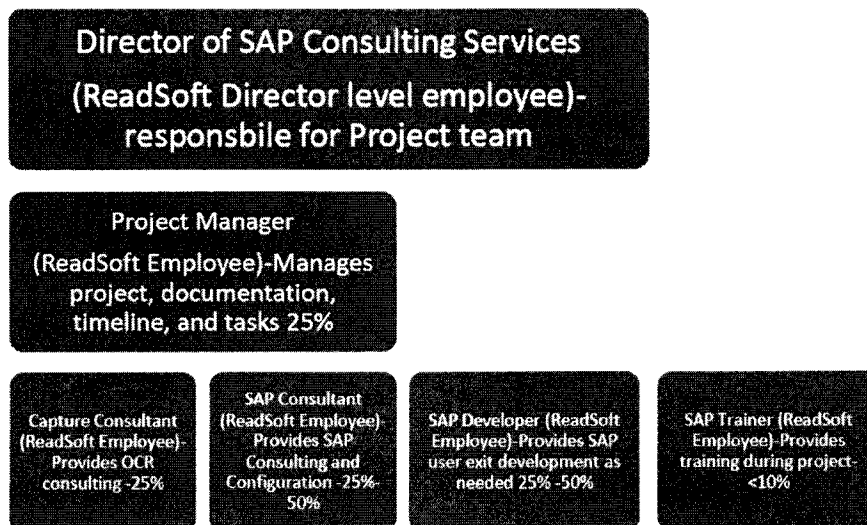 Director of SAP Consulting Services
(ReadSoft Director level employee)-
responsbile for Project team
Project Manager
(ReadSoft Employee)-Manages
project, documentation,
timeline, and tasks 25%
Capture Consultant
(ReadSoft Employee)-
Provides OCR
consulting -25%
SAP Consultant
(ReadSoft Employee)-
Provides SAP
Consulting and
Configuration -25%-
50%
SAP Developer (ReadSoft
Employee)-Provides SAP
user exit development as
needed 25% -50%
SAP Trainer (ReadSoft
Employee)-Provides
training during project-
<10%